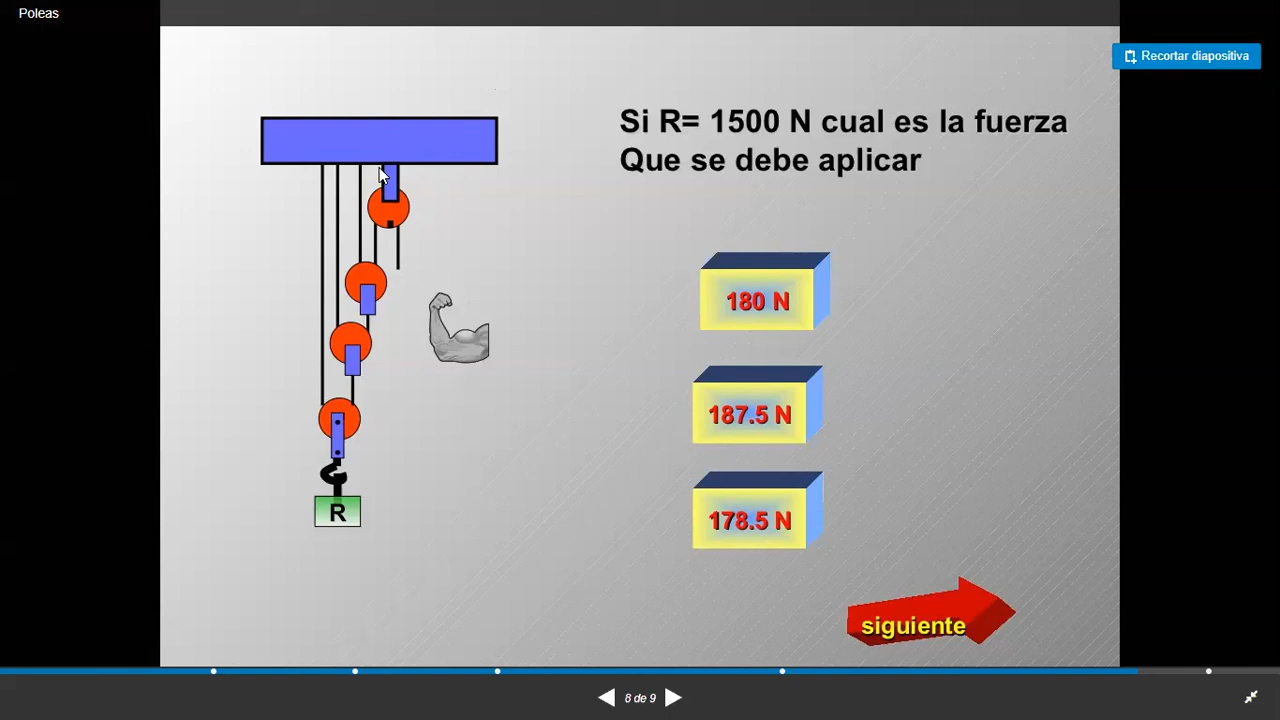 Poleas
Recortar diapositiva
Si R= 1500 N cual es la fuerza
Que se debe aplicar
180 N
187.5 N
178.5 N
R
siguiente
8 de 9